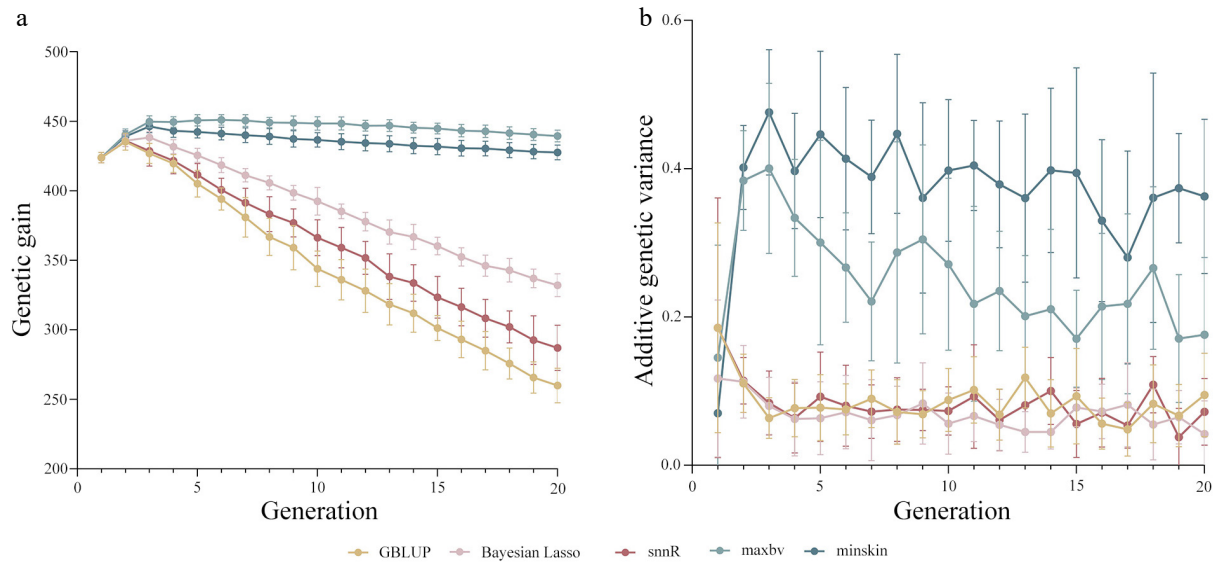 a
500
450
400
350
300
250
200
Genetic gain
0
5
10
15
20
Generation
b
0.6
0.4
0.2
0.0
Additive genetic variance
0
5
10
15
20
Generation
GBLUP
Bayesian Lasso
snnR
maxbv
minskin